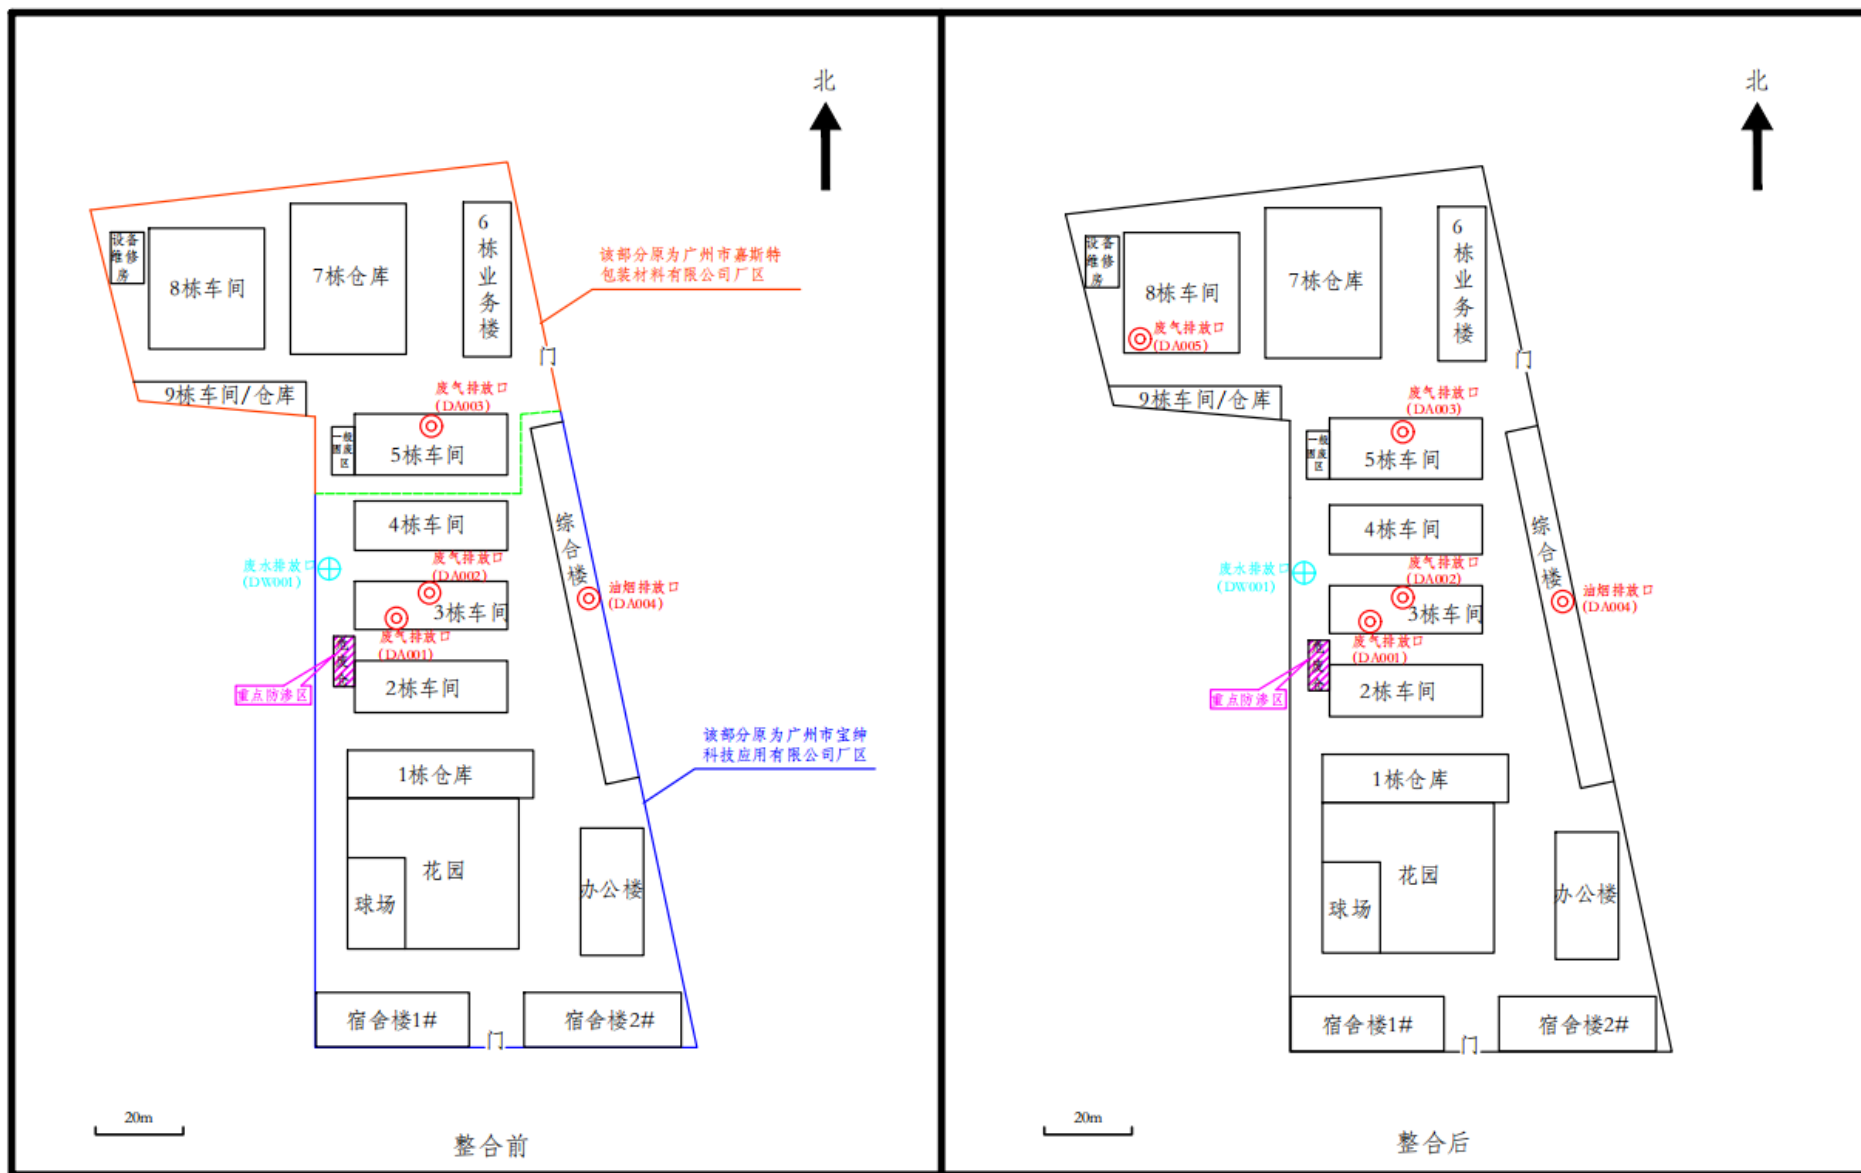 北
设备
维修
房
8栋车间
7栋仓库
6
栋
业
务
楼
该部分原为广州市嘉斯特
包装材料有限公司厂区
门
9栋车间/仓库
废气排放口
(DA003)
一般
固废
区
5栋车间
4栋车间
综
合
楼
废水排放口
(DW001)
废气排放口
(DA002)
3栋车间
油烟排放口
(DA004)
废气排放口
(DA001)
重点防渗区
2栋车间
该部分原为广州市宝绅
科技应用有限公司厂区
1栋仓库
花园
球场
办公楼
宿舍楼1#
门
宿舍楼2#
20m
整合前
北
设备
维修
房
8栋车间
废气排放口
(DA005)
7栋仓库
6
栋
业
务
楼
门
9栋车间/仓库
废气排放口
(DA003)
一般
固废
区
5栋车间
4栋车间
综
合
楼
废水排放口
(DW001)
废气排放口
(DA002)
3栋车间
油烟排放口
(DA004)
废气排放口
(DA001)
重点防渗区
2栋车间
1栋仓库
花园
球场
办公楼
宿舍楼1#
门
宿舍楼2#
20m
整合后